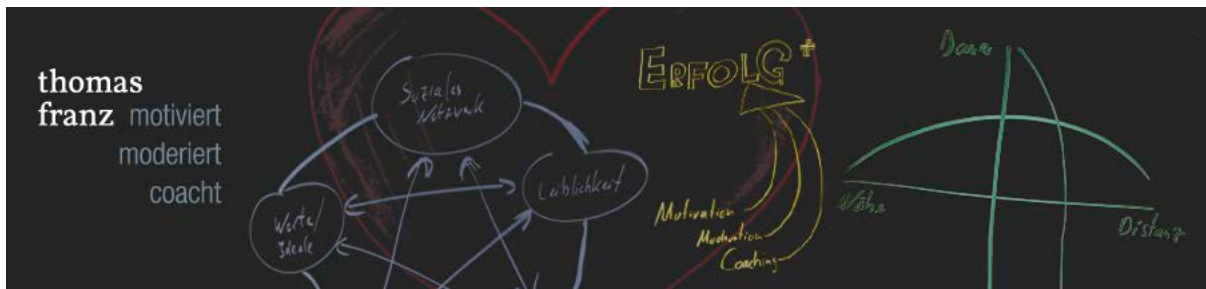 thomas
franz motiviert
moderiert
coacht
Soziales
Netzwerk
Leiblichkeit
Werte/
Ideale
ERFOLG+
Motivation
Moderation
Coaching
Dauer
Nähe
Distanz